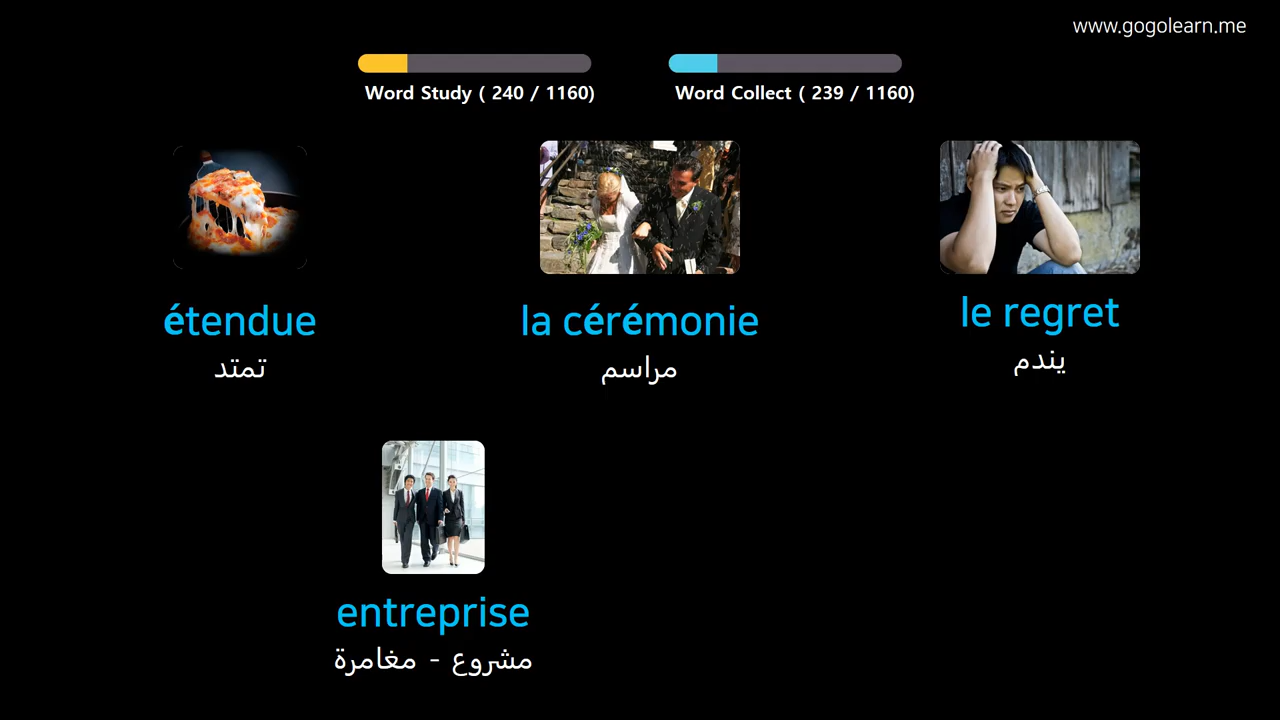 www.gogolearn.me
Word Study ( 240 / 1160)
Word Collect ( 239 / 1160)
étendue
تمتد
la cérémonie
مراسم
le regret
يندم
entreprise
مشروع - مغامرة